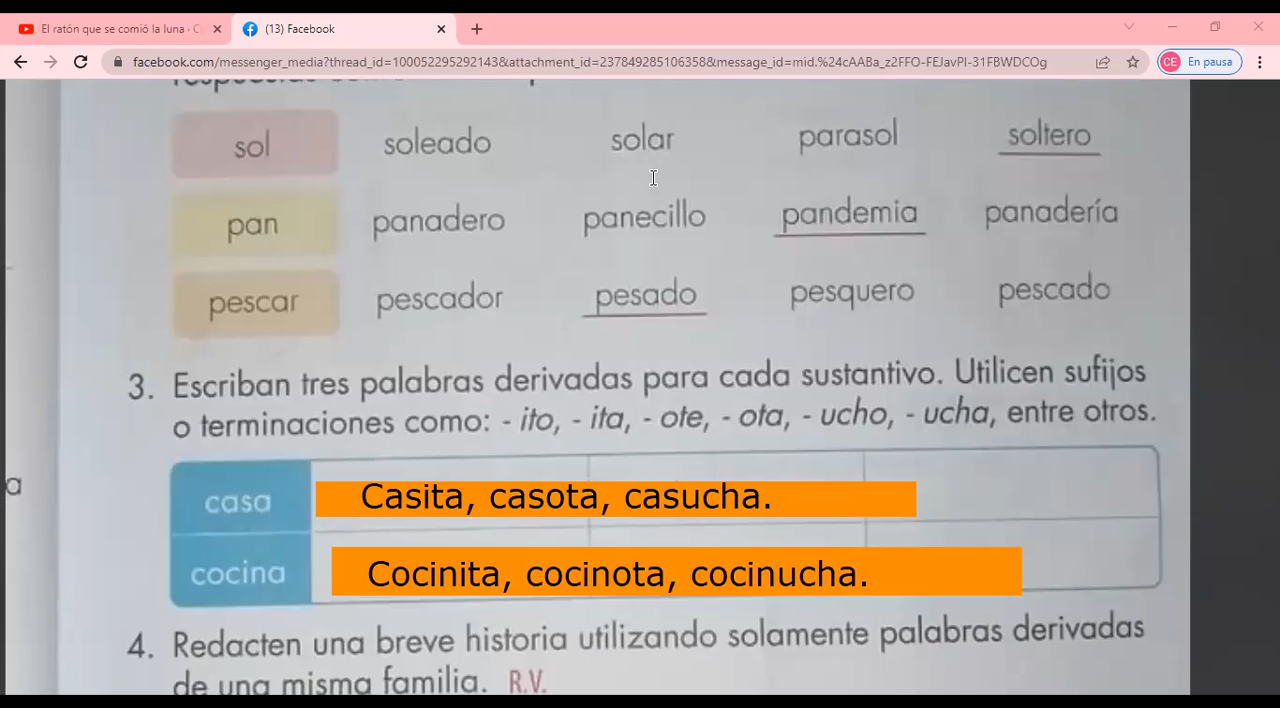 El ratón que se comió la luna - C
(13) Facebook
facebook.com/messenger_media?thread_id=100052295283143&attachment_id=237849285106358&message_id=mid.%24cAABa_z2FFO-FEJavPl-31FBWDCOg
CE En pausa
sol soleado solar parasol soltero
pan panadero panecillo pandemia panadería
pescar pescador pesado pesquero pescado
3. Escriban tres palabras derivadas para cada sustantivo. Utilicen sufijos
o terminaciones como: - ito, - ita, - ote, - ota, - ucho, - ucha, entre otros.
a
casa Casita, casota, casucha.
cocina Cocinita, cocinota, cocinucha.
4. Redacten una breve historia utilizando solamente palabras derivadas
de una misma familia. R.V.